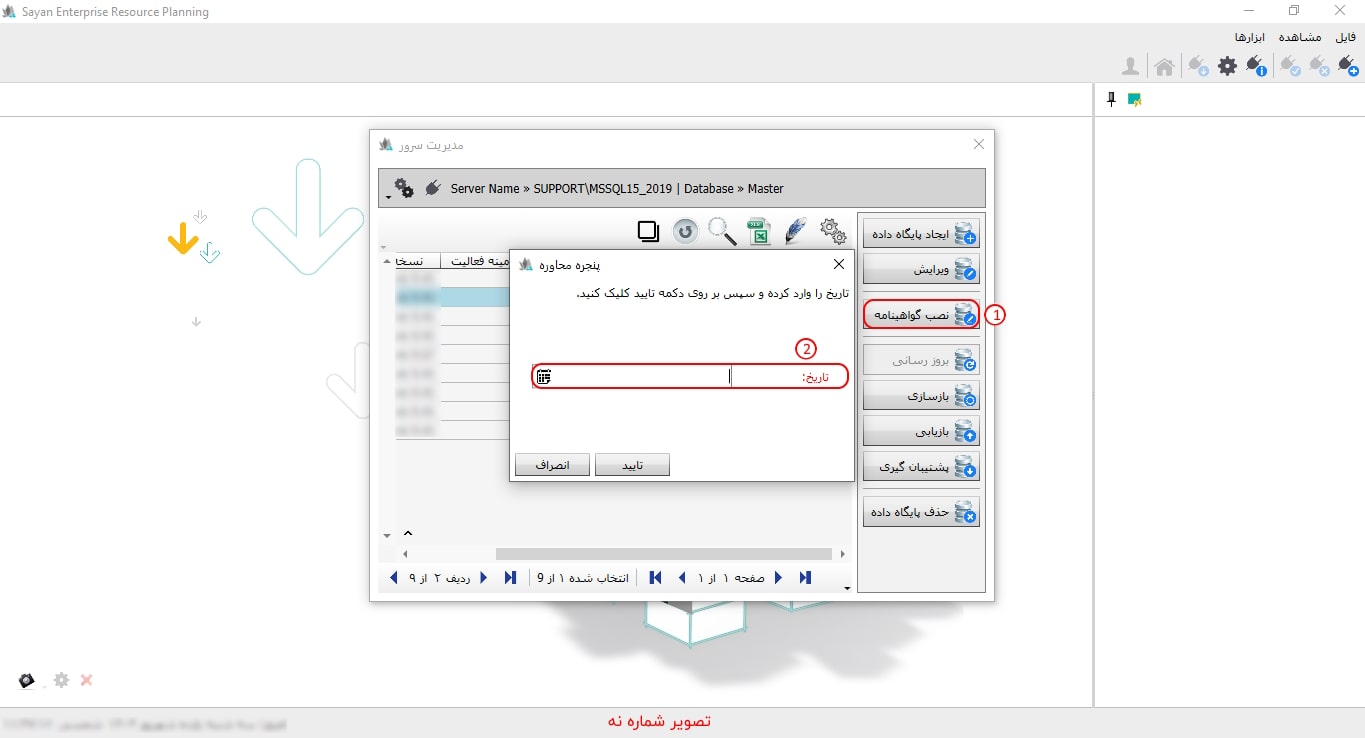 Sayan Enterprise Resource Planning
فایل مشاهده ابزارها
مدیریت سرور
Server Name » SUPPORT\MSSQL15_2019 | Database » Master
ایجاد پایگاه داده
ویرایش
نصب گواهینامه
1
بروز رسانی
بازسازی
بازیابی
پشتیبان گیری
حذف پایگاه داده
فعالیت
پنجره محاوره
تاریخ را وارد کرده و سپس بر روی دکمه تایید کلیک کنید.
2
تاریخ:
تایید
انصراف
صفحه ۱ از ۱
انتخاب شده ۱ از 9
ردیف ۲ از ۹
تصویر شماره نه